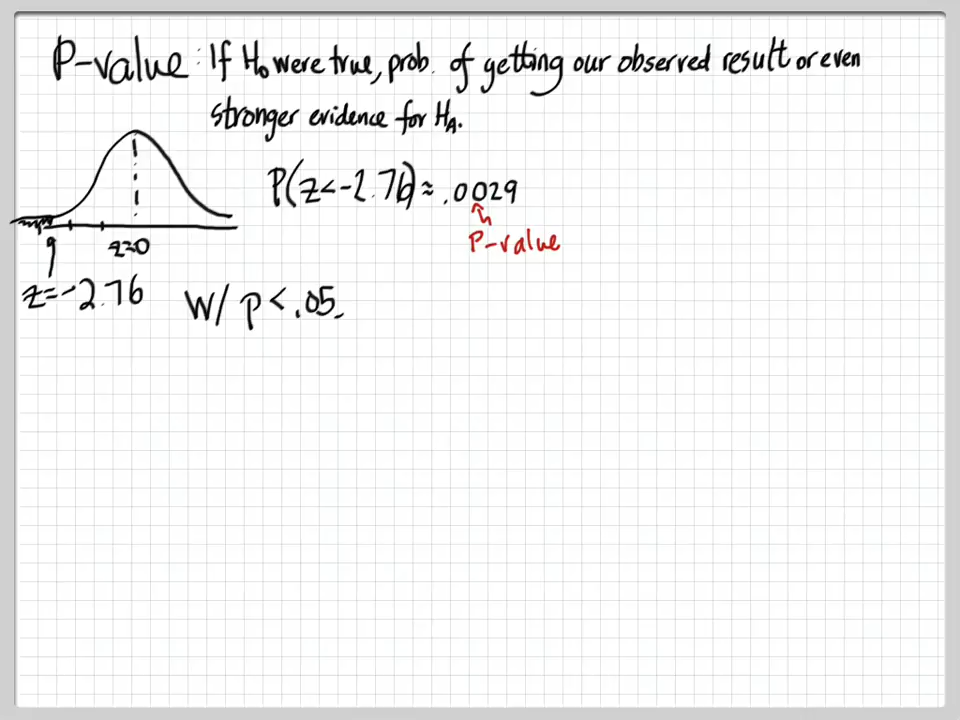 P-value: If H₀ were true, prob. of getting our observed result or even
stronger evidence for Hₐ.
P(z<-2.76) ≈ .0029
P-value
z=0
z=-2.76
W/ p < .05,